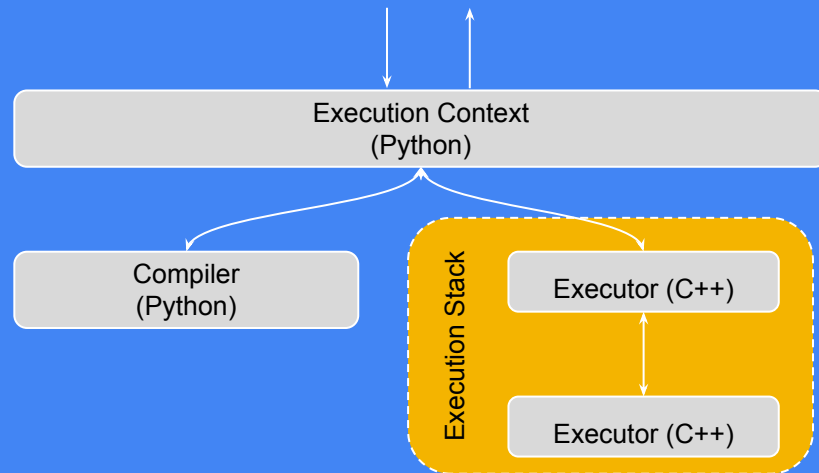 Execution Context
(Python)
Compiler
(Python)
Execution Stack
Executor (C++)
Executor (C++)